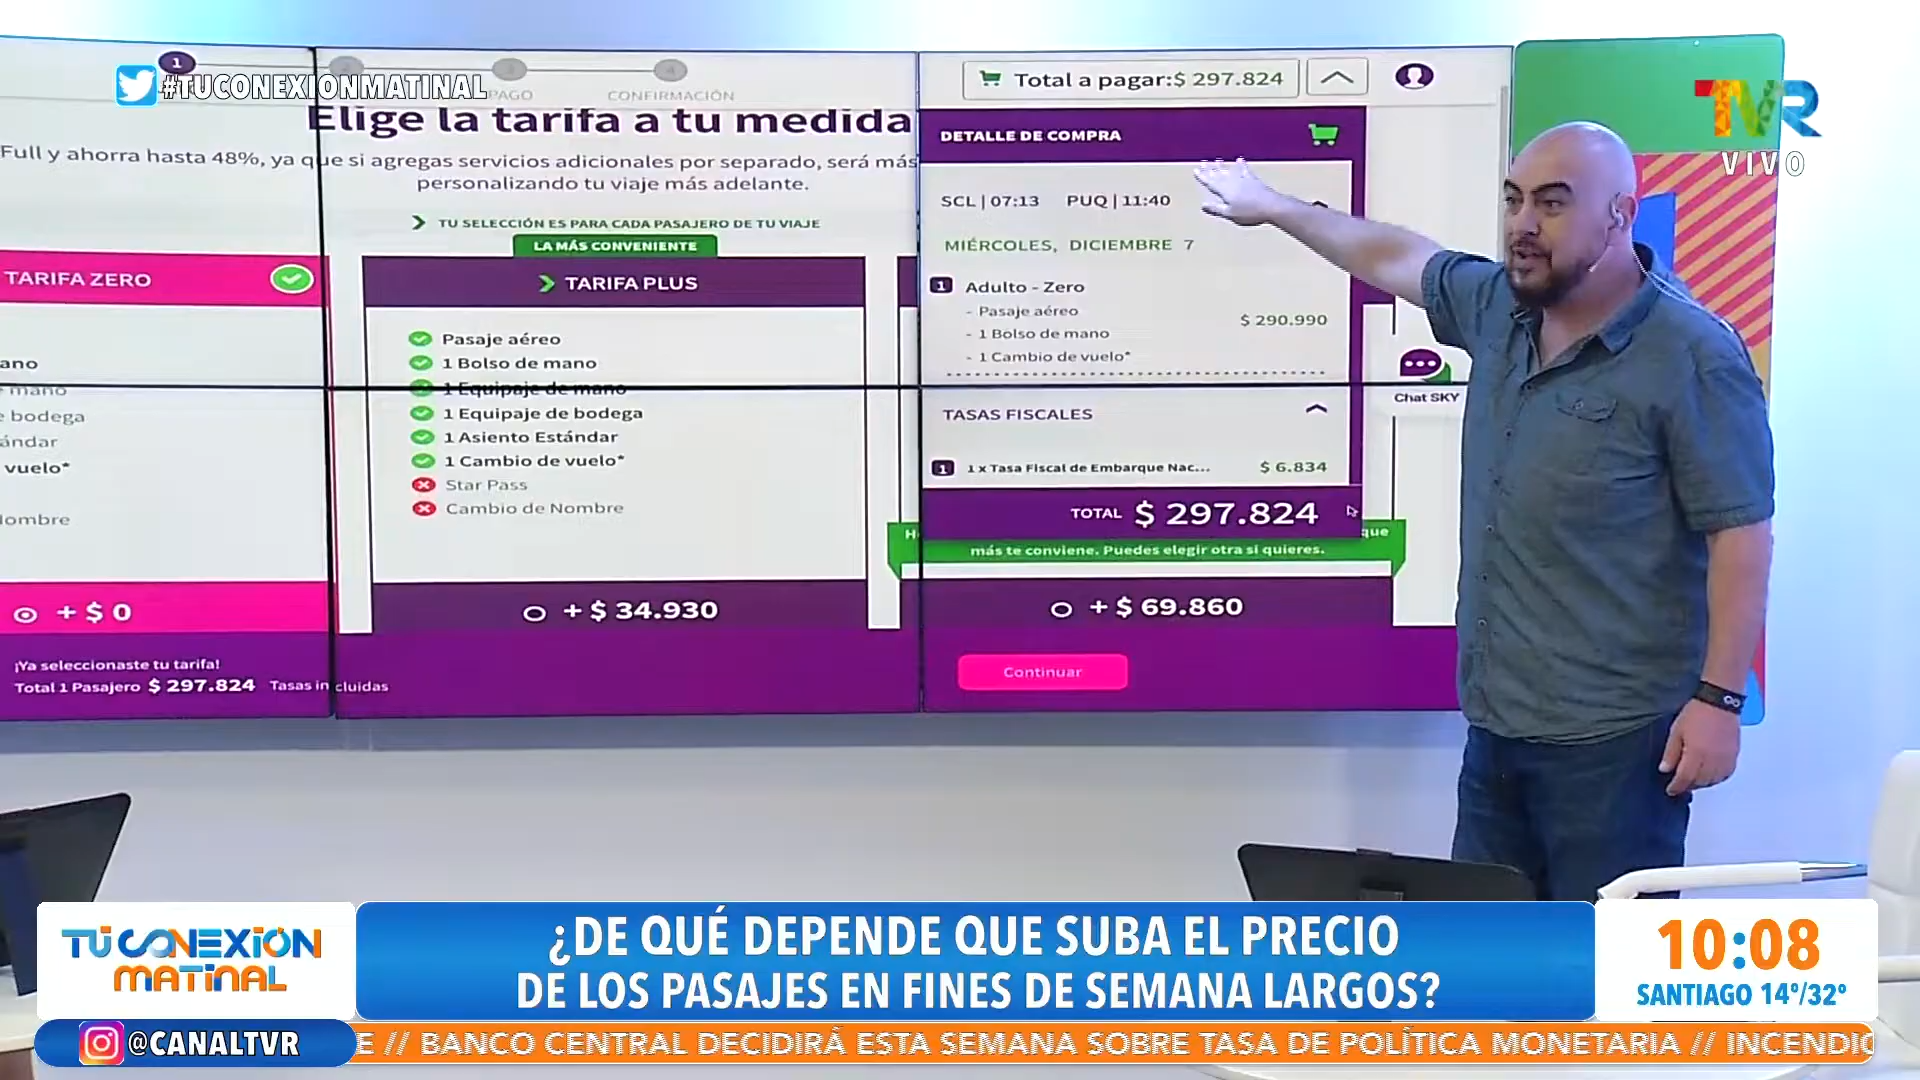 1
4
#TUCONEXIONMATINAL
PAGO
CONFIRMACIÓN
Elige la tarifa a tu medida
Full y ahorra hasta 48%, ya que si agregas servicios adicionales por separado, será más
personalizando tu viaje más adelante.
TU SELECCIÓN ES PARA CADA PASAJERO DE TU VIAJE
LA MÁS CONVENIENTE
TARIFA ZERO
ano
mano
e bodega
ándar
vuelo*
Nombre
+ $ 0
¡Ya seleccionaste tu tarifa!
Total 1 Pasajero $ 297.824 Tasas incluidas
TARIFA PLUS
Pasaje aéreo
1 Bolso de mano
1 Equipaje de mano
1 Equipaje de bodega
1 Asiento Estándar
1 Cambio de vuelo*
Star Pass
Cambio de Nombre
+ $ 34.930
Total a pagar:$ 297.824
DETALLE DE COMPRA
SCL | 07:13 PUQ | 11:40
MIÉRCOLES, DICIEMBRE 7
1 Adulto - Zero
- Pasaje aéreo
- 1 Bolso de mano
- 1 Cambio de vuelo*
$ 290.990
TASAS FISCALES
1 1 x Tasa Fiscal de Embarque Nac... $ 6.834
TOTAL $ 297.824
H que
más te conviene. Puedes elegir otra si quieres.
+ $ 69.860
Continuar
Chat SKY
TVR
VIVO
TU CONEXIÓN
MATINAL
¿DE QUÉ DEPENDE QUE SUBA EL PRECIO
DE LOS PASAJES EN FINES DE SEMANA LARGOS?
10:08
SANTIAGO 14°/32°
@CANALTVR
E // BANCO CENTRAL DECIDIRÁ ESTA SEMANA SOBRE TASA DE POLÍTICA MONETARIA // INCENDIO